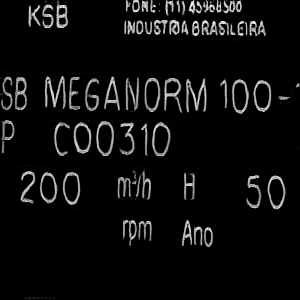 KSB
FONE: (11) 45968500
INDUSTRIA BRASILEIRA
SB MEGANORM 100-
P C00310
200 m³/h H 50
rpm Ano